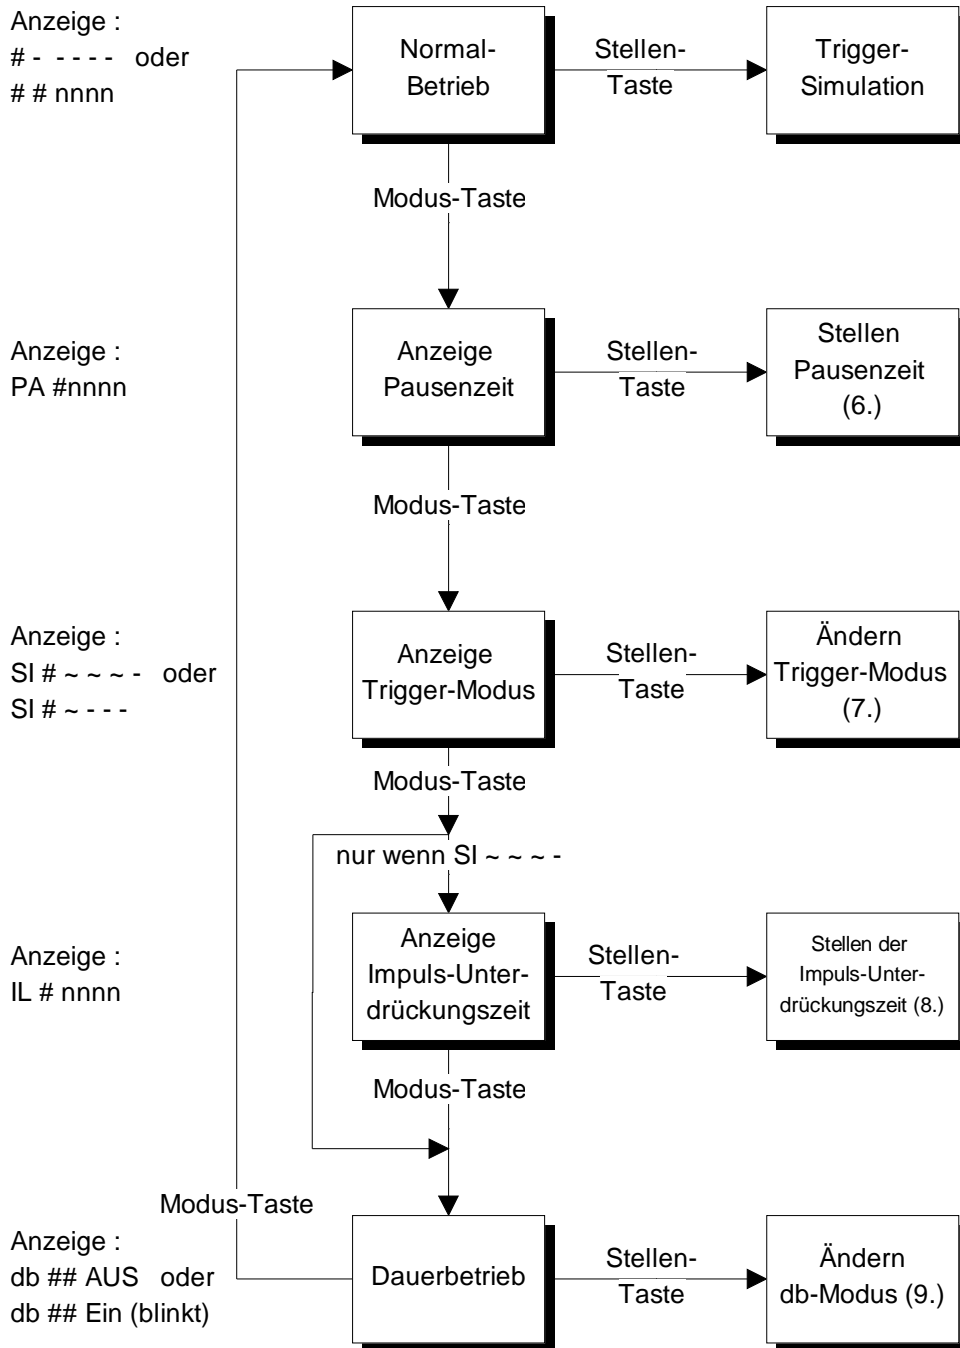 Anzeige :
# - - - - - oder
# # nnnn
Normal-
Betrieb
Stellen-
Taste
Trigger-
Simulation
Modus-Taste
Anzeige :
PA #nnnn
Anzeige
Pausenzeit
Stellen-
Taste
Stellen
Pausenzeit
(6.)
Modus-Taste
Anzeige :
SI # ~ ~ ~ - oder
SI # ~ - - -
Anzeige
Trigger-Modus
Stellen-
Taste
Ändern
Trigger-Modus
(7.)
Modus-Taste
nur wenn SI ~ ~ ~ -
Anzeige :
IL # nnnn
Anzeige
Impuls-Unter-
drückungszeit
Stellen-
Taste
Stellen der
Impuls-Unter-
drückungszeit (8.)
Modus-Taste
Modus-Taste
Anzeige :
db ## AUS oder
db ## Ein (blinkt)
Dauerbetrieb
Stellen-
Taste
Ändern
db-Modus (9.)